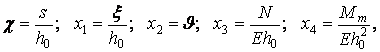 χ = s/h₀; x₁ = ξ/h₀; x₂ = ϑ; x₃ = N/Eh₀; x₄ = Mₘ/Eh₀²,